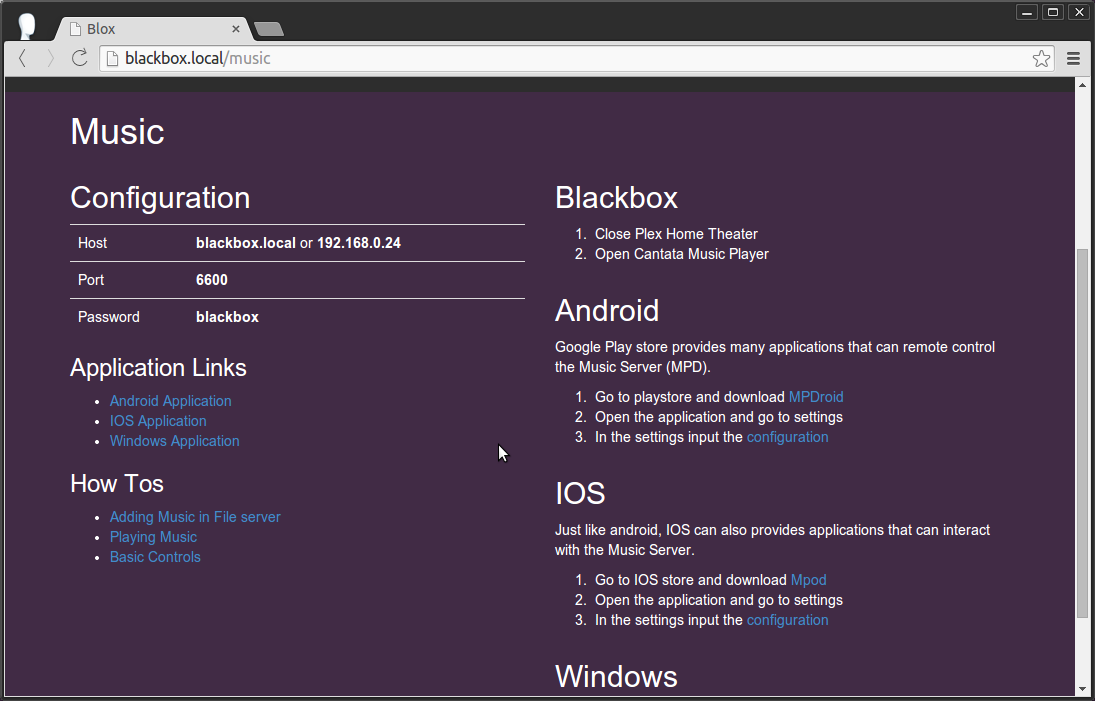 Blox
blackbox.local/music
Music
Configuration
Host blackbox.local or 192.168.0.24
Port 6600
Password blackbox
Application Links
Android Application
IOS Application
Windows Application
How Tos
Adding Music in File server
Playing Music
Basic Controls
Blackbox
1. Close Plex Home Theater
2. Open Cantata Music Player
Android
Google Play store provides many applications that can remote control
the Music Server (MPD).
1. Go to playstore and download MPDroid
2. Open the application and go to settings
3. In the settings input the configuration
IOS
Just like android, IOS can also provides applications that can interact
with the Music Server.
1. Go to IOS store and download Mpod
2. Open the application and go to settings
3. In the settings input the configuration
Windows